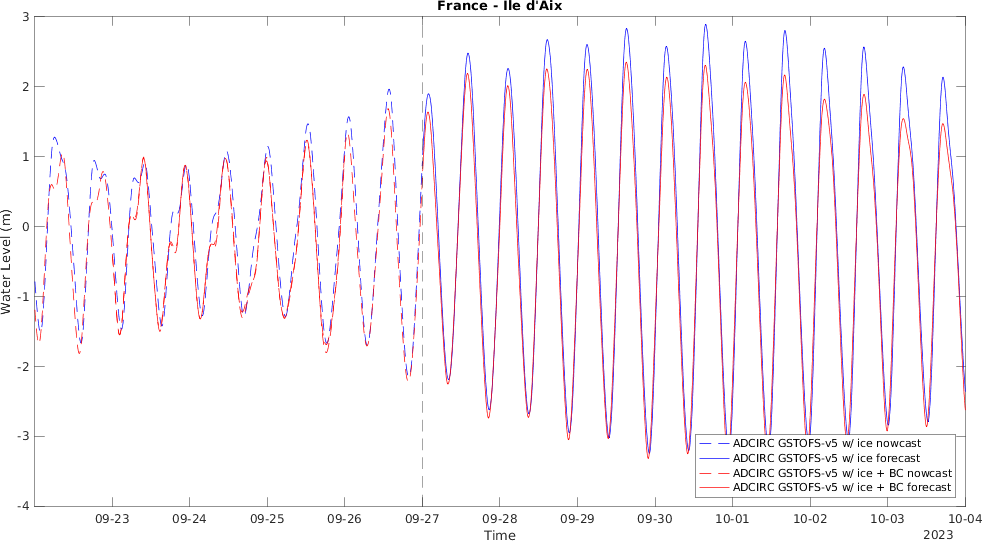 France - Ile d'Aix
3
2
1
0
-1
-2
-3
-4
Water Level (m)
ADCIRC GSTOFS-v5 w/ ice nowcast
ADCIRC GSTOFS-v5 w/ ice forecast
ADCIRC GSTOFS-v5 w/ ice + BC nowcast
ADCIRC GSTOFS-v5 w/ ice + BC forecast
09-23 09-24 09-25 09-26 09-27 09-28 09-29 09-30 10-01 10-02 10-03 10-04
Time
2023